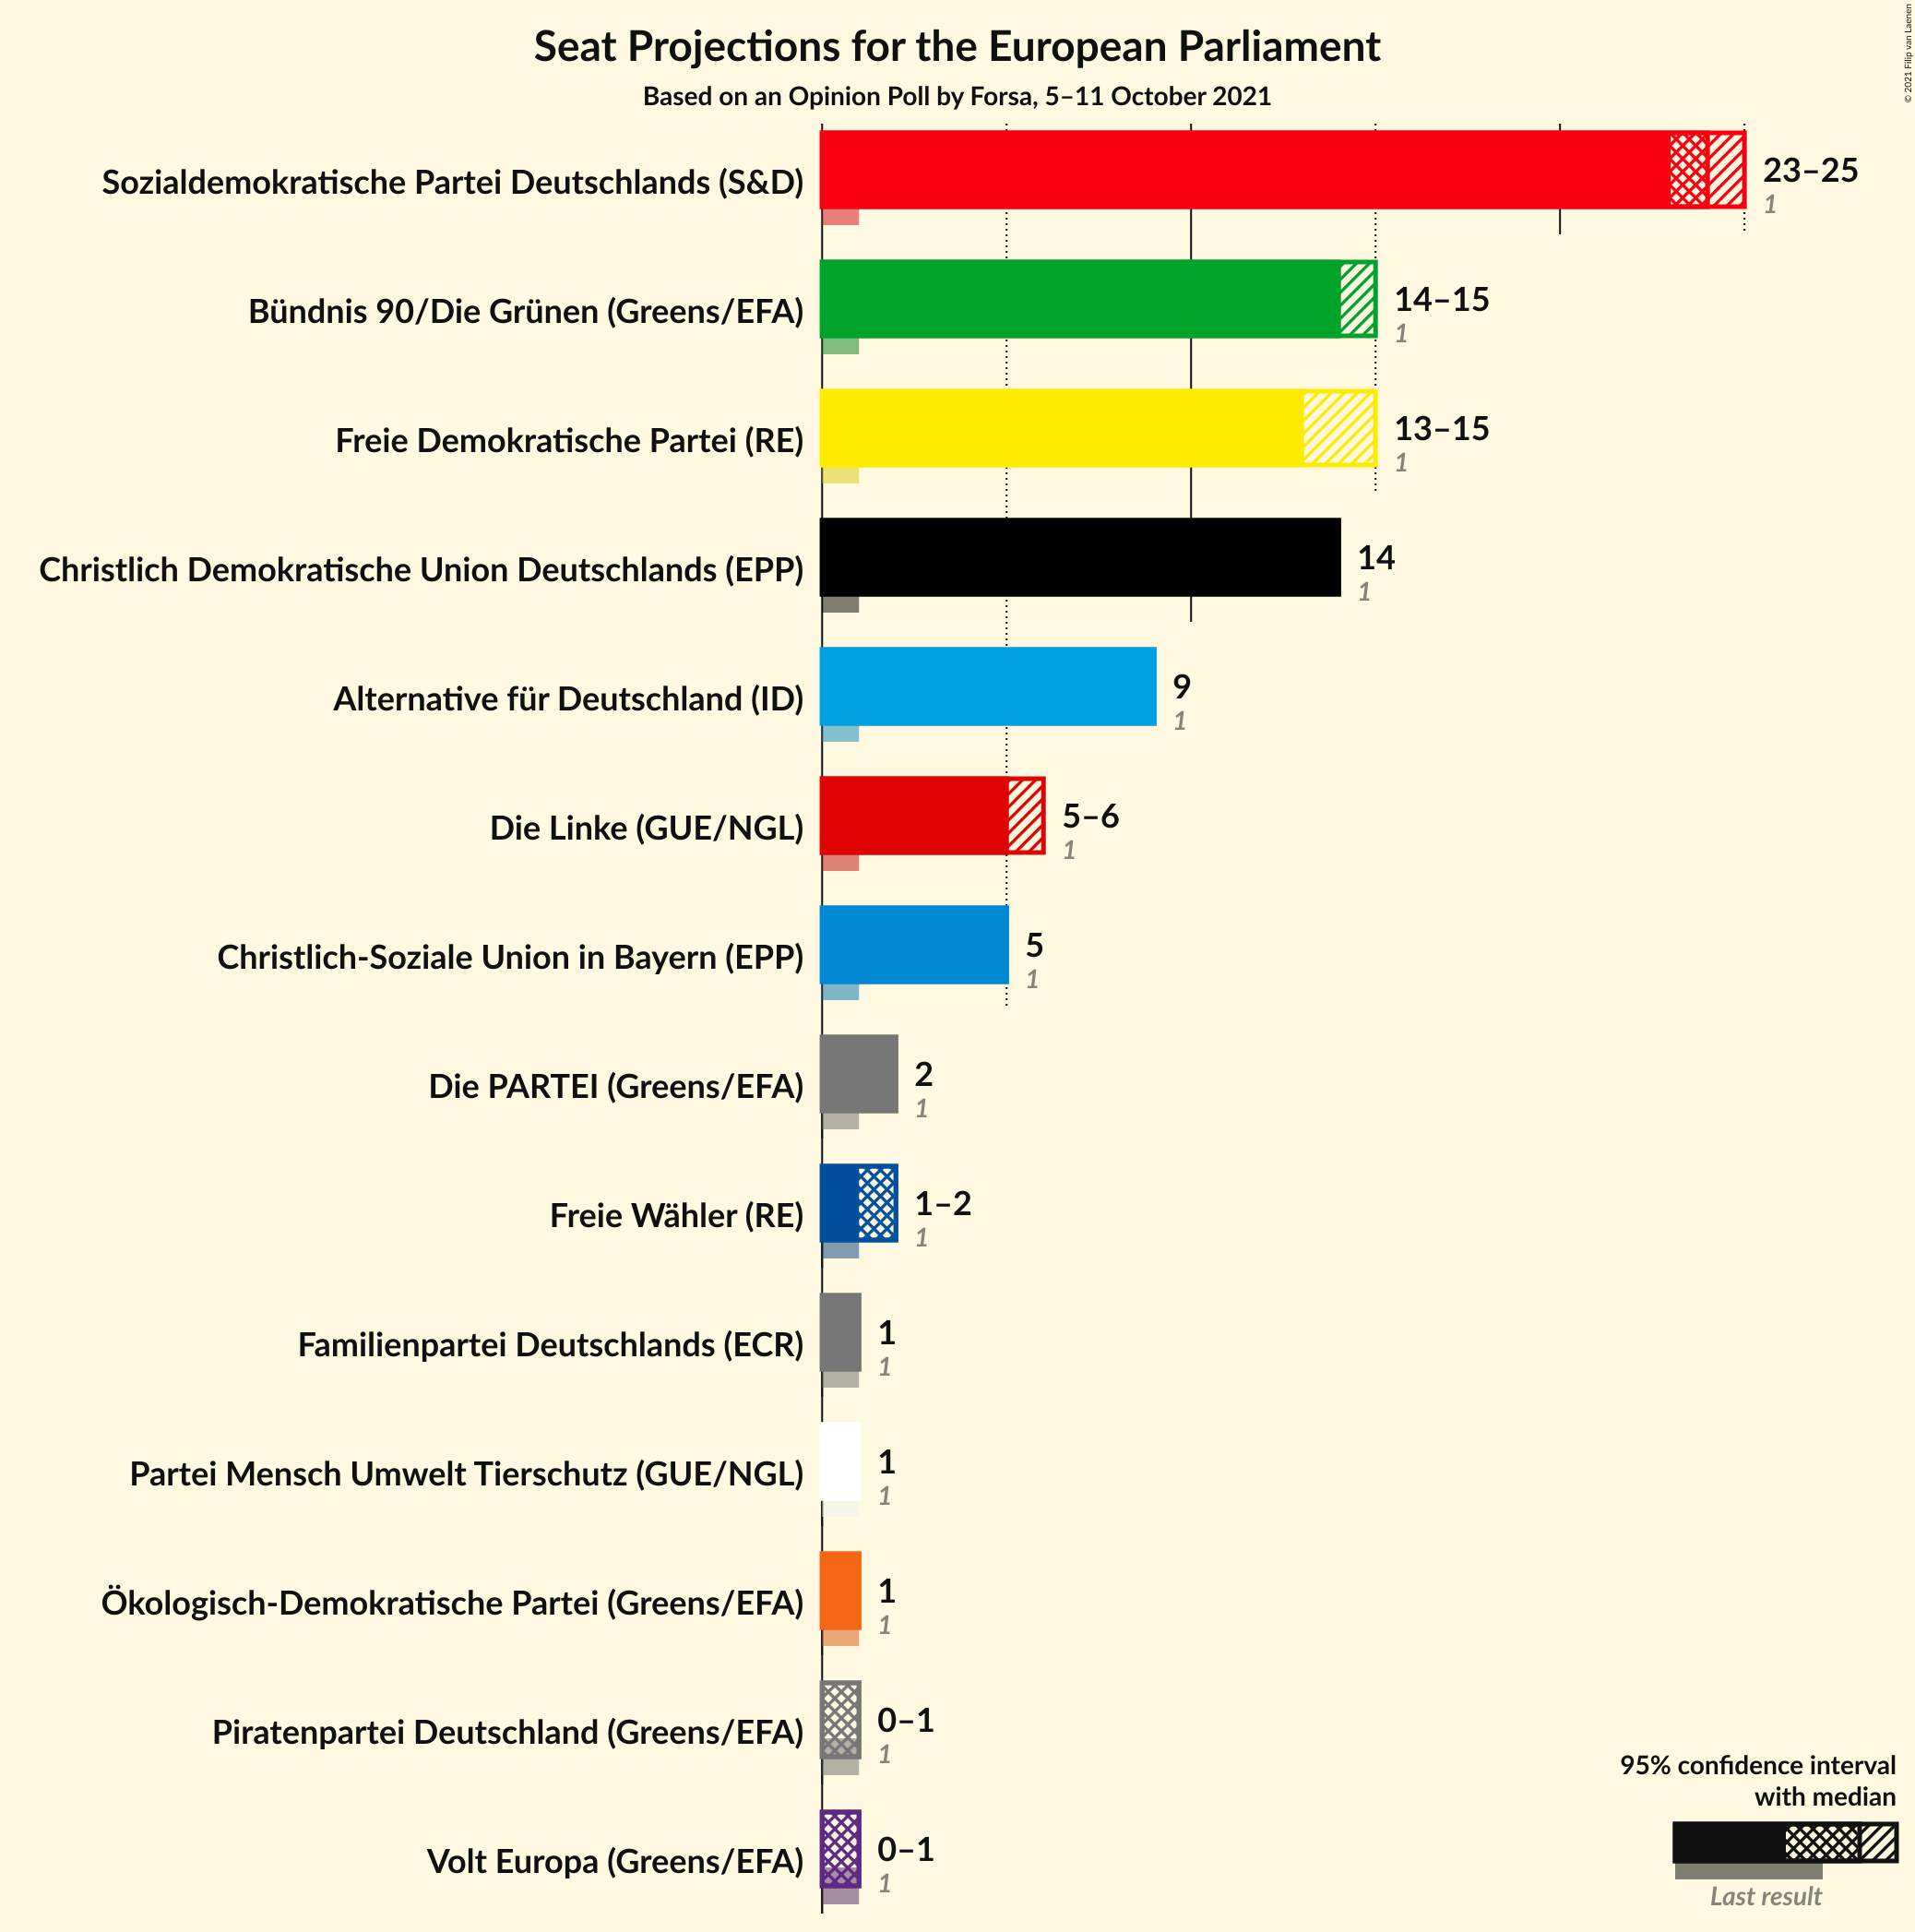 Seat Projections for the European Parliament
Based on an Opinion Poll by Forsa, 5–11 October 2021
© 2021 Filip van Laenen
Sozialdemokratische Partei Deutschlands (S&D)
23–25
1
Bündnis 90/Die Grünen (Greens/EFA)
14–15
1
Freie Demokratische Partei (RE)
13–15
1
Christlich Demokratische Union Deutschlands (EPP)
14
1
Alternative für Deutschland (ID)
9
1
Die Linke (GUE/NGL)
5–6
1
Christlich-Soziale Union in Bayern (EPP)
5
1
Die PARTEI (Greens/EFA)
2
1
Freie Wähler (RE)
1–2
1
Familienpartei Deutschlands (ECR)
1
1
Partei Mensch Umwelt Tierschutz (GUE/NGL)
1
1
Ökologisch-Demokratische Partei (Greens/EFA)
1
1
Piratenpartei Deutschland (Greens/EFA)
0–1
1
Volt Europa (Greens/EFA)
0–1
1
95% confidence interval
with median
Last result